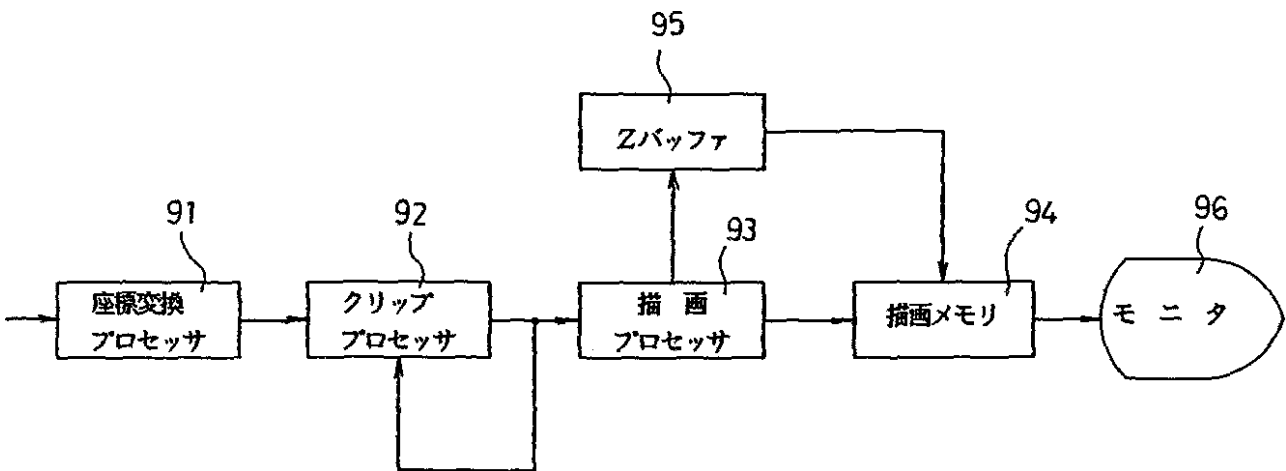 95
Zバッファ
91
92
93
94
96
座標変換
プロセッサ
クリップ
プロセッサ
描画
プロセッサ
描画メモリ
モニタ